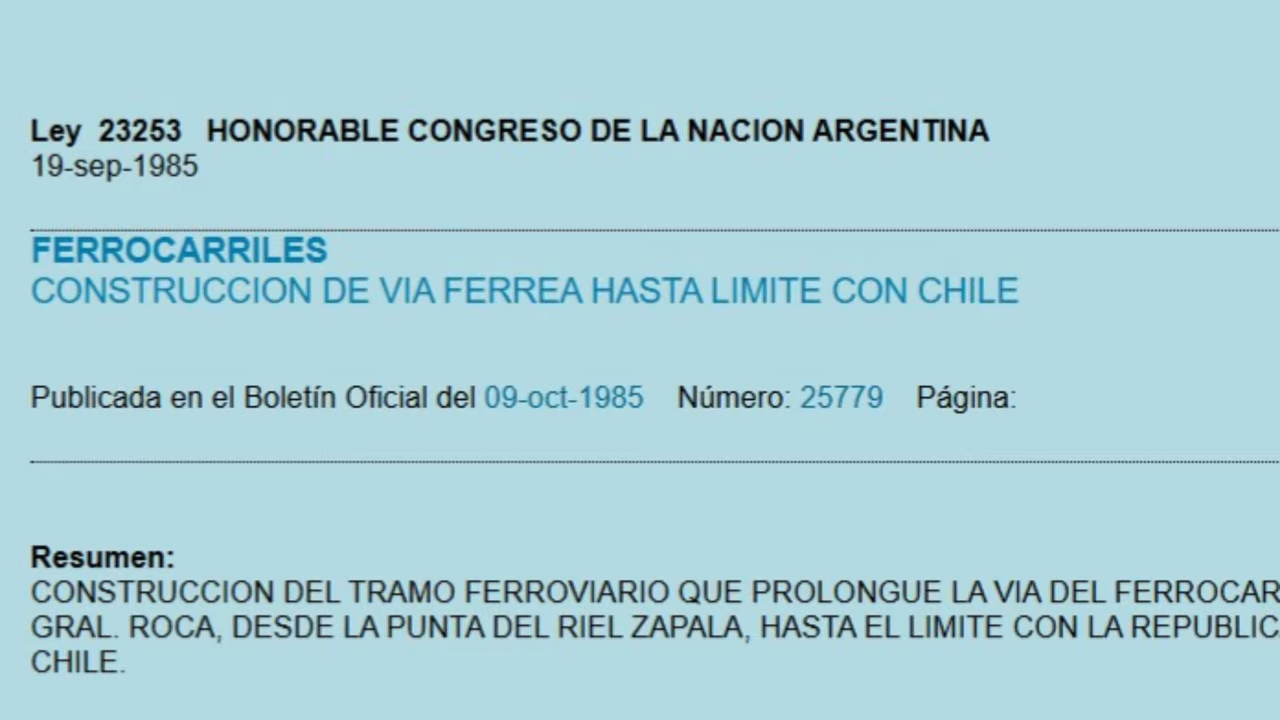 Ley 23253 HONORABLE CONGRESO DE LA NACION ARGENTINA
19-sep-1985
FERROCARRILES
CONSTRUCCION DE VIA FERREA HASTA LIMITE CON CHILE
Publicada en el Boletín Oficial del 09-oct-1985 Número: 25779 Página:
Resumen:
CONSTRUCCION DEL TRAMO FERROVIARIO QUE PROLONGUE LA VIA DEL FERROCAR
GRAL. ROCA, DESDE LA PUNTA DEL RIEL ZAPALA, HASTA EL LIMITE CON LA REPUBLIC
CHILE.